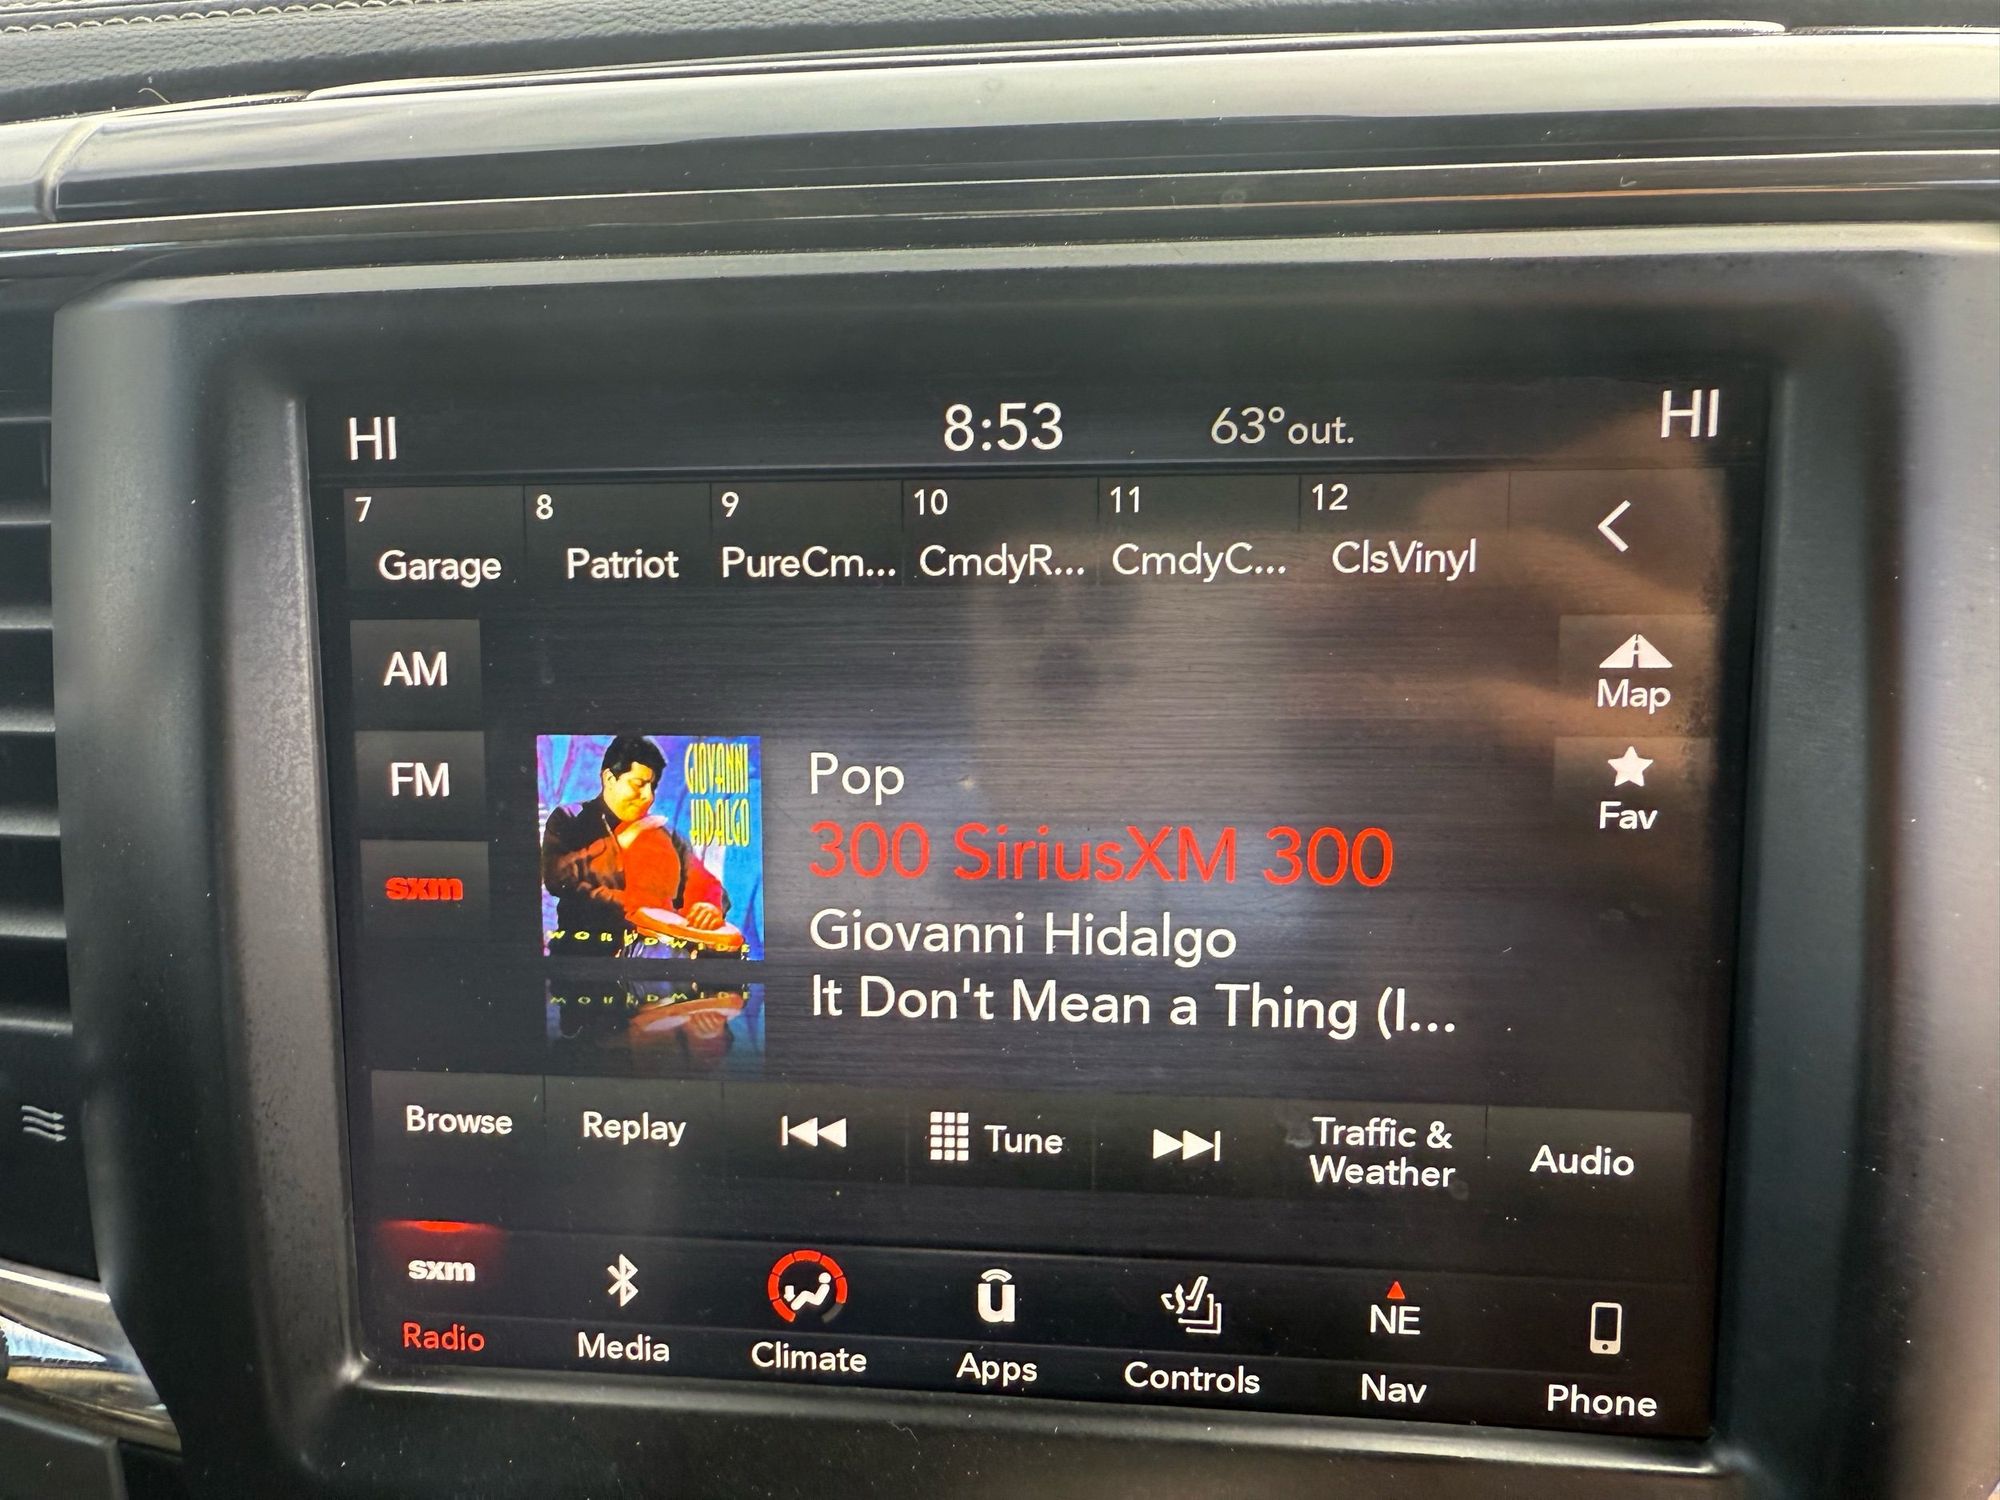 HI 8:53 63°out. HI
7 8 9 10 11 12
Garage Patriot PureCm... CmdyR... CmdyC... ClsVinyl
AM
Map
FM
Fav
sxm
GIOVANNI
HIDALGO
WORLDWIDE
Pop
300 SiriusXM 300
Giovanni Hidalgo
It Don't Mean a Thing (I...
Browse Replay Tune Traffic &
Weather Audio
sxm NE
Radio Media Climate Apps Controls Nav Phone